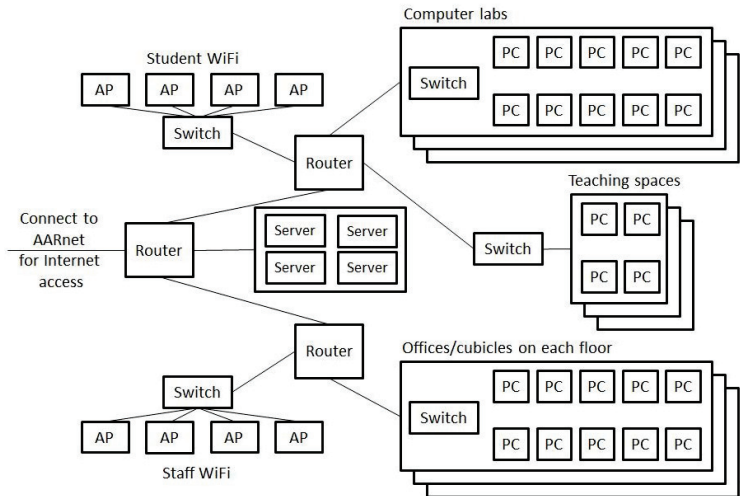 Computer labs
Student WiFi
PC PC PC PC PC
AP AP AP AP
Switch
PC PC PC PC PC
Switch
Router
Teaching spaces
PC PC
Connect to
AARnet
for Internet
access
Router
Server Server
Server Server
Switch
PC PC
Router
Offices/cubicles on each floor
PC PC PC PC PC
Switch
Switch
AP AP AP AP
PC PC PC PC PC
Staff WiFi